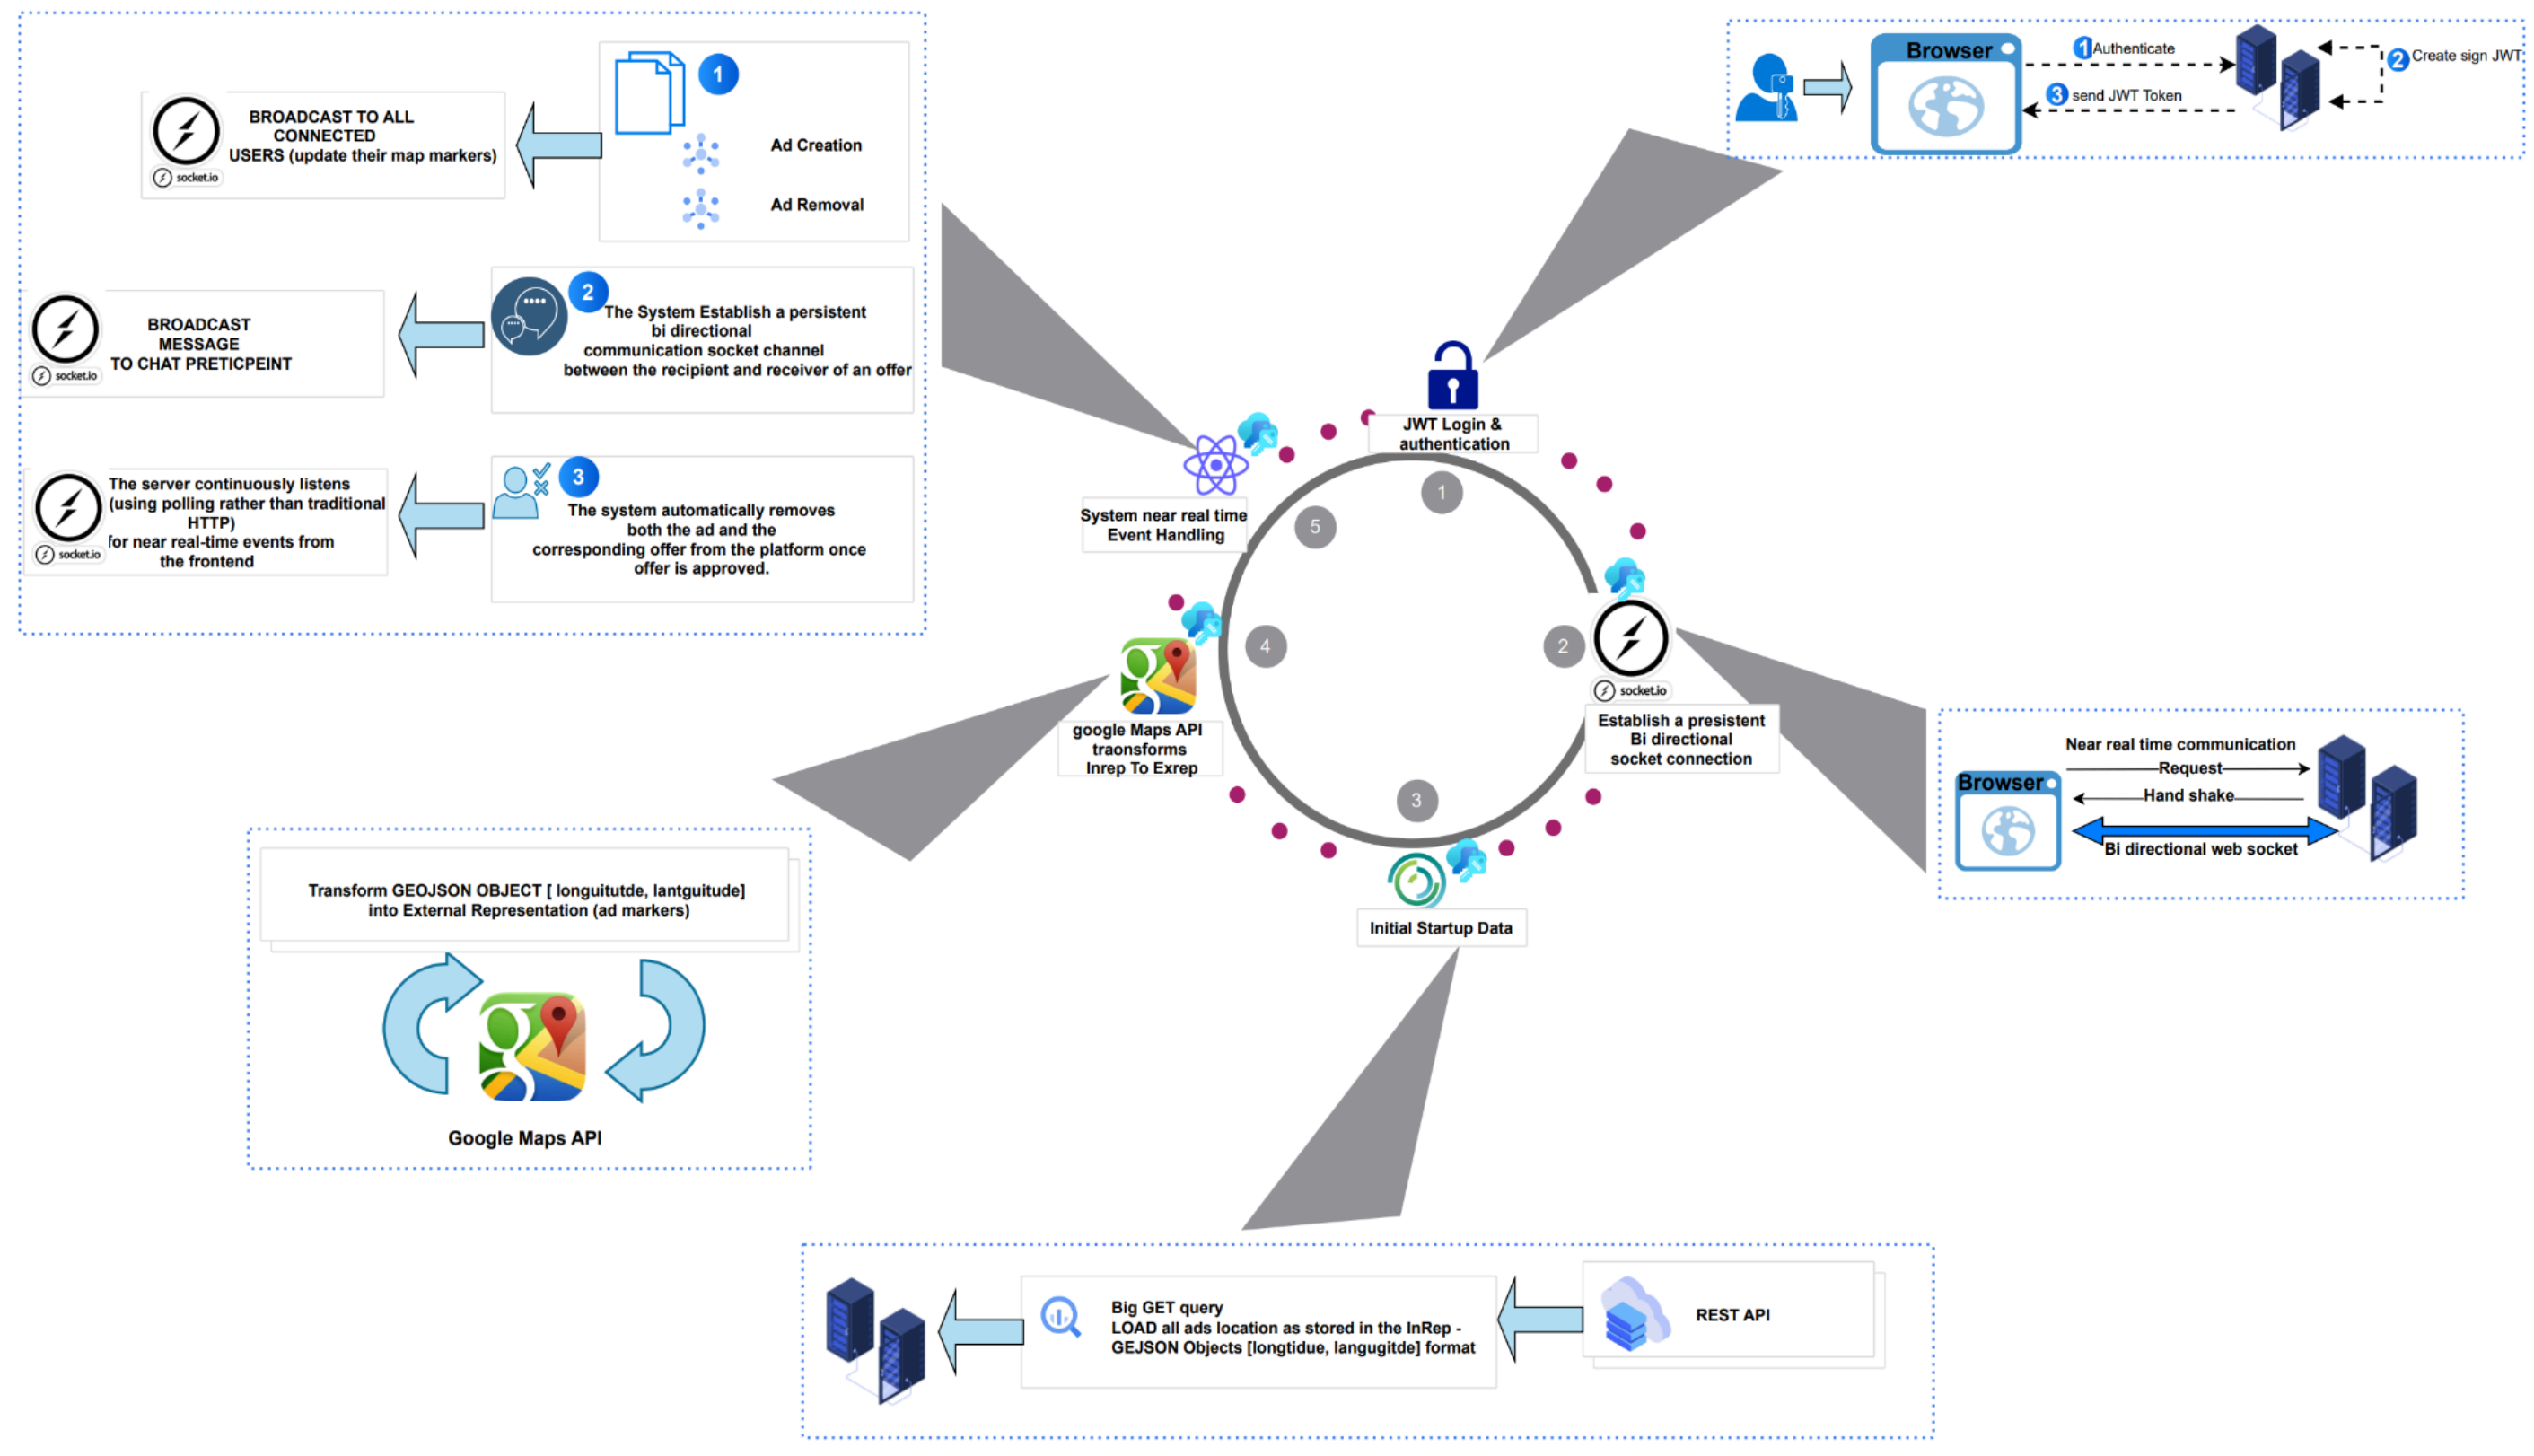 1
Ad Creation
Ad Removal
BROADCAST TO ALL
CONNECTED
USERS (update their map markers)
socket.io
2
The System Establish a persistent
bi directional
communication socket channel
between the recipient and receiver of an offer
BROADCAST
MESSAGE
TO CHAT PRETICPEINT
socket.io
3
The system automatically removes
both the ad and the
corresponding offer from the platform once
offer is approved.
The server continuously listens
(using polling rather than traditional
HTTP)
for near real-time events from
the frontend
socket.io
Browser
1 Authenticate
2 Create sign JWT
3 send JWT Token
JWT Login &
authentication
1
System near real time
Event Handling
5
4
google Maps API
traonsforms
Inrep To Exrep
2
socket.io
Establish a presistent
Bi directional
socket connection
3
Initial Startup Data
Near real time communication
Request
Hand shake
Bi directional web socket
Browser
Transform GEOJSON OBJECT [ longuitutde, lantguitude]
into External Representation (ad markers)
Google Maps API
Big GET query
LOAD all ads location as stored in the InRep -
GEJSON Objects [longtidue, langugitde] format
REST API